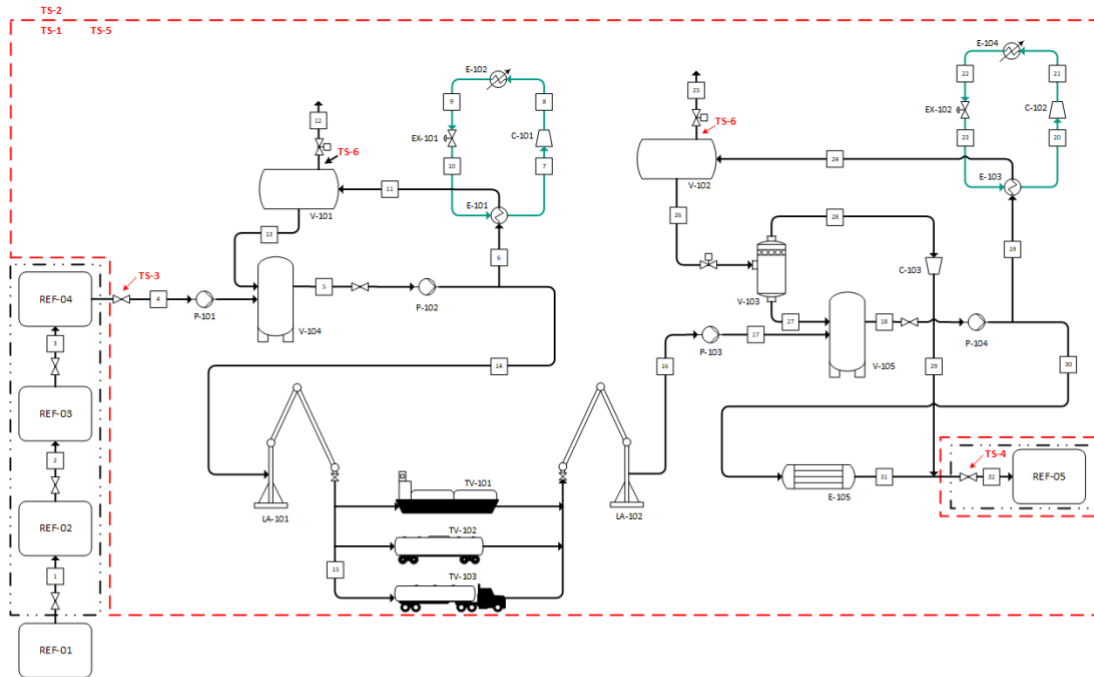 TS-2
TS-1 TS-5
E-102
9
8
EX-101
C-101
10
7
E-101
12
TS-6
V-101
11
13
6
REF-04
TS-3
4
P-101
V-104
5
P-102
3
REF-03
2
REF-02
1
REF-01
14
LA-101
15
TV-101
TV-102
TV-103
LA-102
16
P-103
17
25
TS-6
V-102
24
26
V-103
28
C-103
27
V-105
18
P-104
E-104
22
21
EX-102
C-102
23
20
E-103
19
29
30
E-105
31
TS-4
32
REF-05